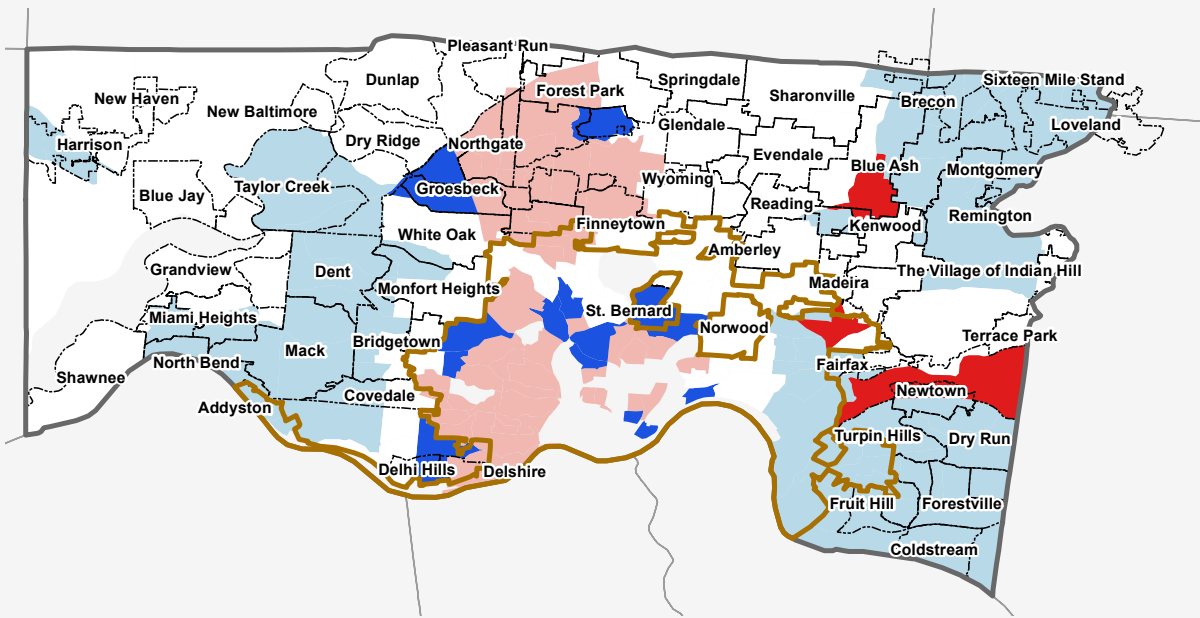 Pleasant Run
Dunlap
Springdale
Sixteen Mile Stand
Forest Park
Sharonville
New Haven
Brecon
New Baltimore
Glendale
Loveland
Harrison
Dry Ridge
Northgate
Evendale
Blue Ash
Montgomery
Wyoming
Taylor Creek
Groesbeck
Blue Jay
Reading
Remington
Finneytown
Kenwood
White Oak
Amberley
Grandview
Dent
The Village of Indian Hill
Monfort Heights
Madeira
St. Bernard
Miami Heights
Norwood
Terrace Park
Bridgetown
Mack
North Bend
Fairfax
Shawnee
Newtown
Covedale
Addyston
Turpin Hills
Dry Run
Delhi Hills
Delshire
Fruit Hill
Forestville
Coldstream